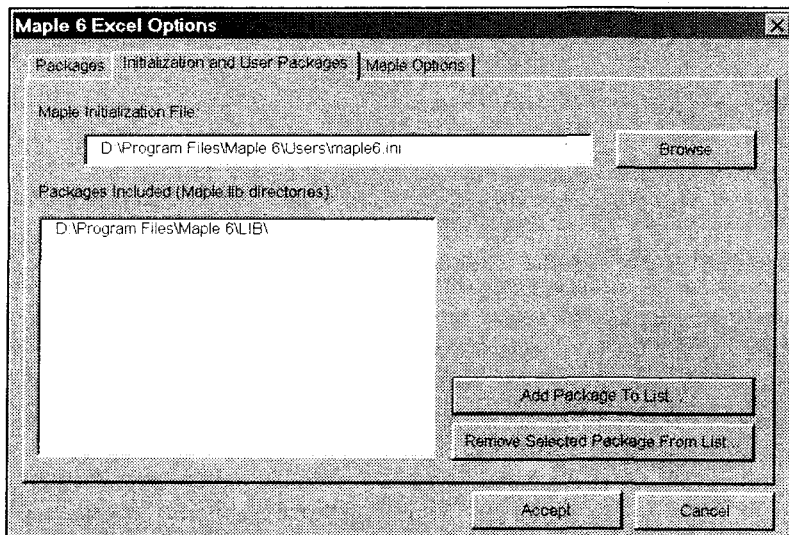 Maple 6 Excel Options
Packages
Initialization and User Packages
Maple Options
Maple Initialization File:
D:\Program Files\Maple 6\Users\maple6.ini
Browse
Packages Included (Maple.lib directories):
D:\Program Files\Maple 6\LIB\
Add Package To List...
Remove Selected Package From List...
Accept
Cancel